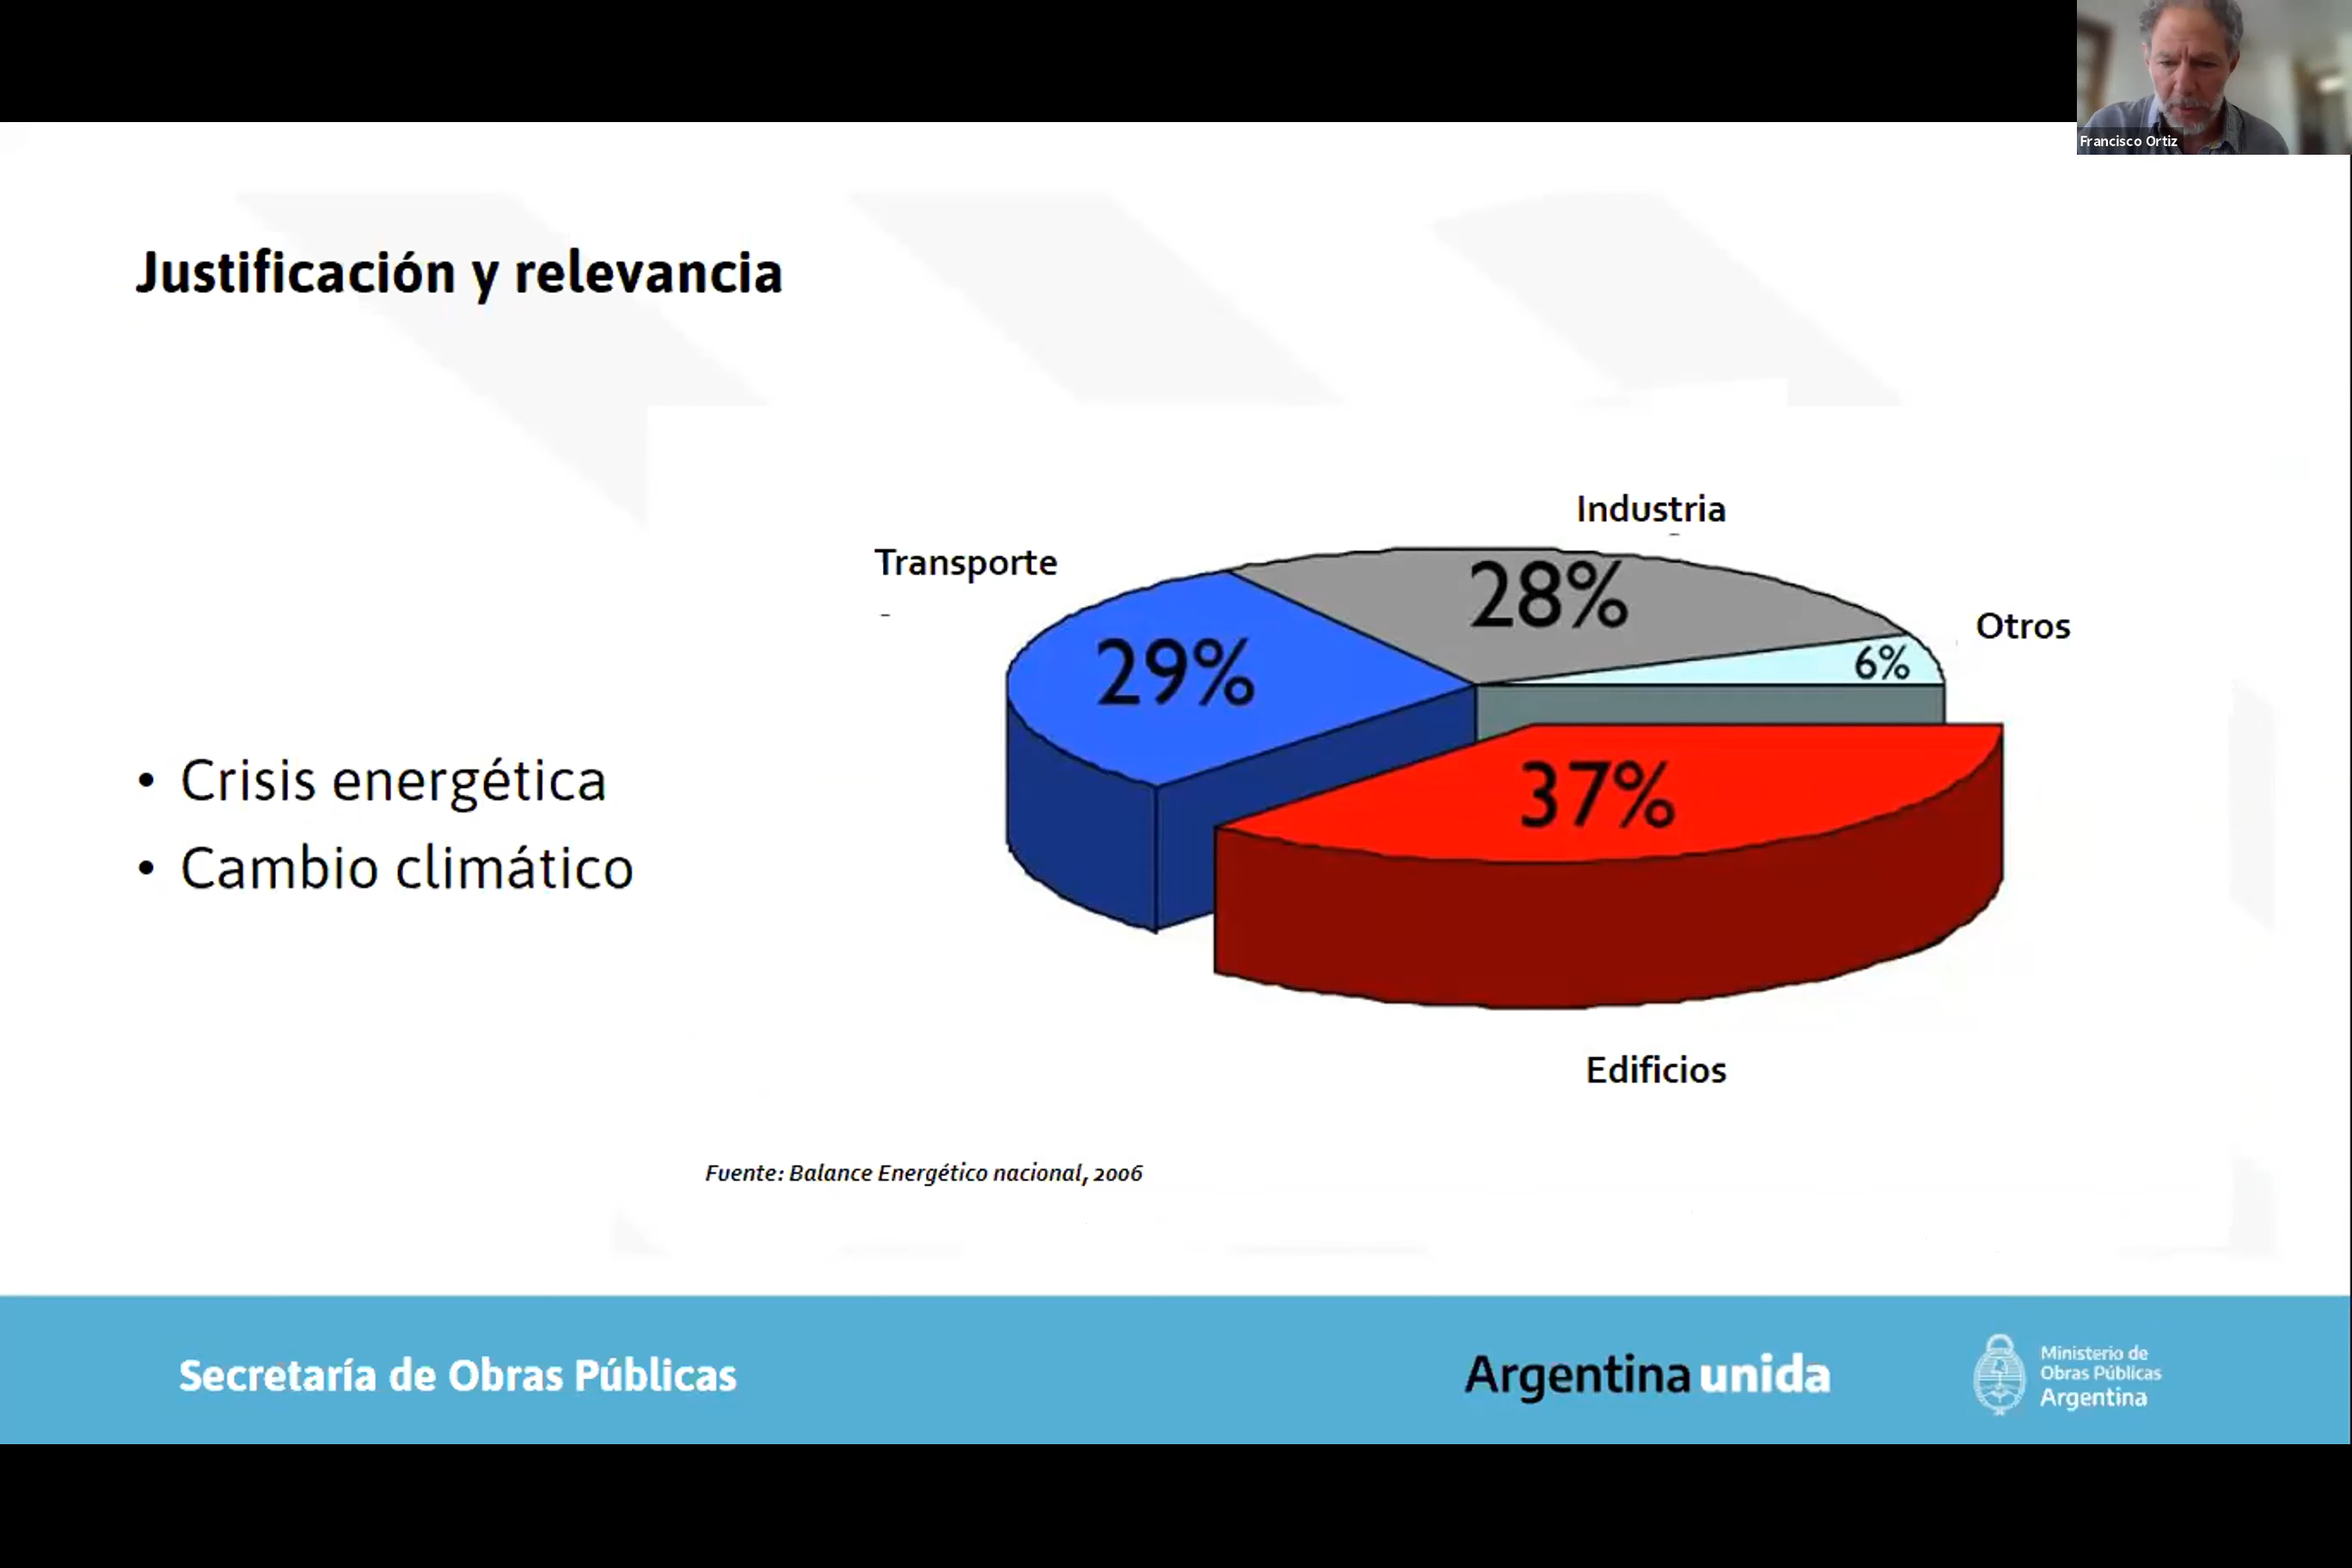 Francisco Ortiz
Justificación y relevancia
• Crisis energética
• Cambio climático
Industria
Transporte
28%
Otros
29%
6%
37%
Edificios
Fuente: Balance Energético nacional, 2006
Secretaría de Obras Públicas
Argentina unida
Ministerio de
Obras Públicas
Argentina